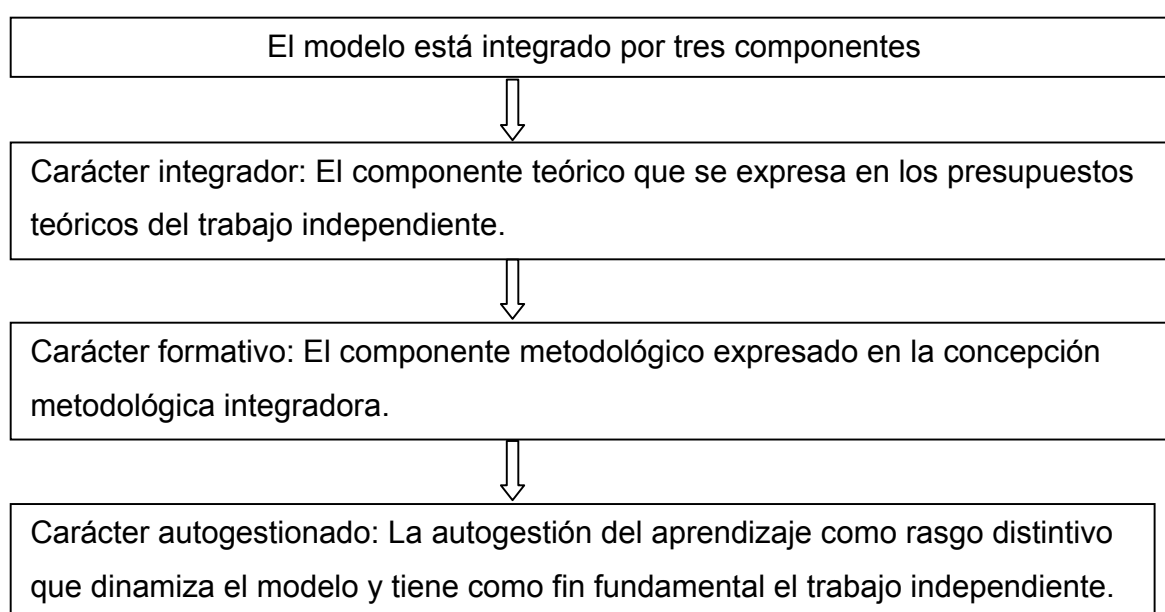 El modelo está integrado por tres componentes
Carácter integrador: El componente teórico que se expresa en los presupuestos
teóricos del trabajo independiente.
Carácter formativo: El componente metodológico expresado en la concepción
metodológica integradora.
Carácter autogestionado: La autogestión del aprendizaje como rasgo distintivo
que dinamiza el modelo y tiene como fin fundamental el trabajo independiente.